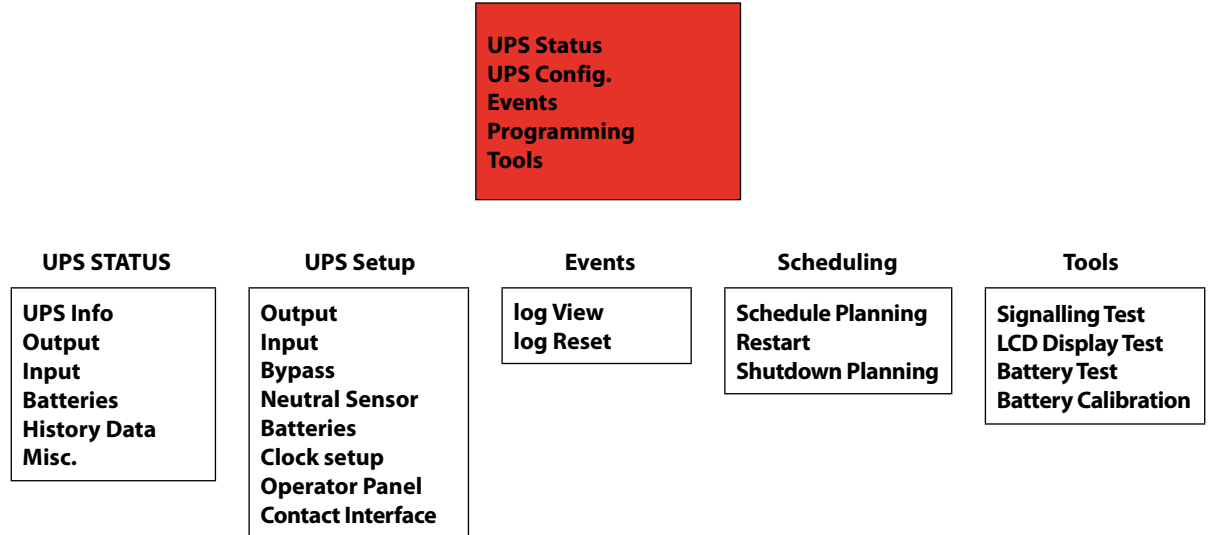 UPS Status
UPS Config.
Events
Programming
Tools
UPS STATUS
UPS Info
Output
Input
Batteries
History Data
Misc.
UPS Setup
Output
Input
Bypass
Neutral Sensor
Batteries
Clock setup
Operator Panel
Contact Interface
Events
log View
log Reset
Scheduling
Schedule Planning
Restart
Shutdown Planning
Tools
Signalling Test
LCD Display Test
Battery Test
Battery Calibration